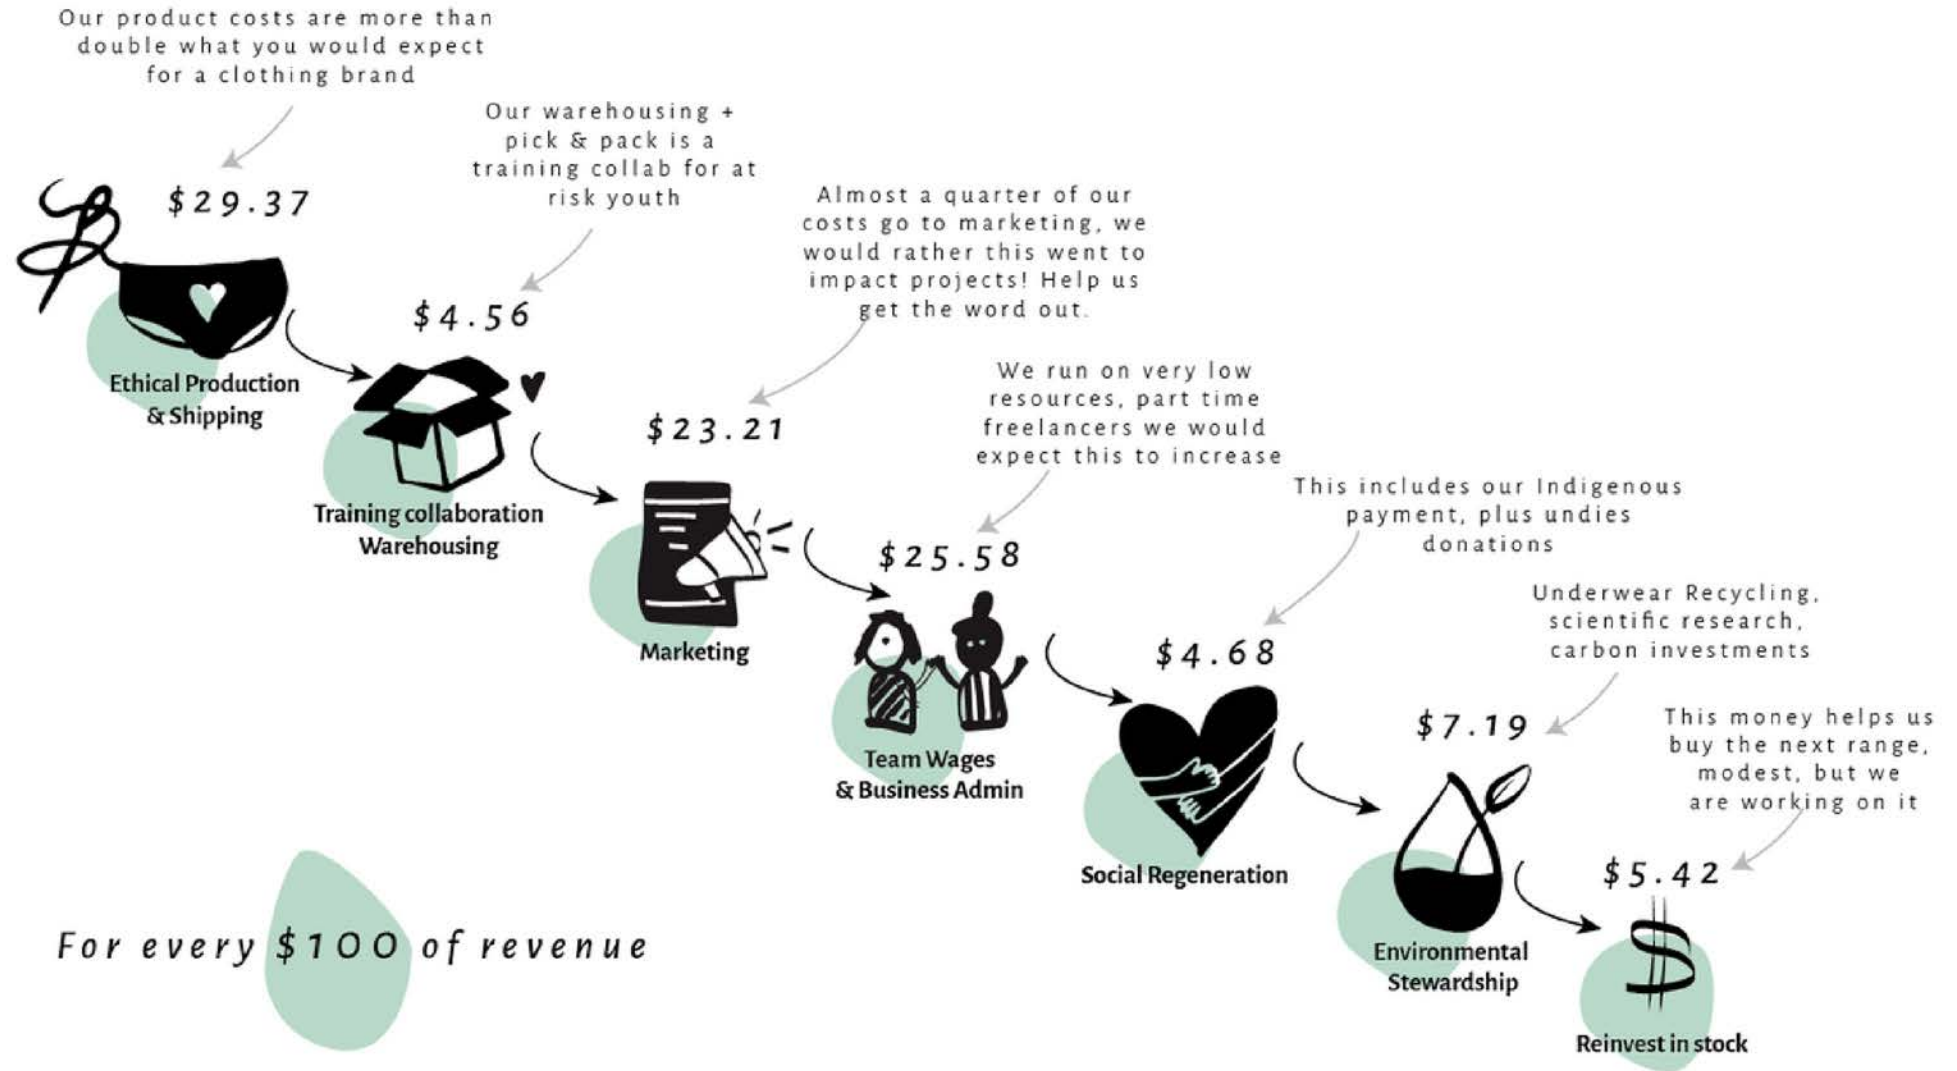 Our product costs are more than
double what you would expect
for a clothing brand
$29.37
Ethical Production
& Shipping
Our warehousing +
pick & pack is a
training collab for at
risk youth
$4.56
Training collaboration
Warehousing
Almost a quarter of our
costs go to marketing, we
would rather this went to
impact projects! Help us
get the word out.
$23.21
Marketing
We run on very low
resources, part time
freelancers we would
expect this to increase
$25.58
Team Wages
& Business Admin
This includes our Indigenous
payment, plus undies
donations
$4.68
Social Regeneration
Underwear Recycling,
scientific research,
carbon investments
$7.19
Environmental
Stewardship
This money helps us
buy the next range,
modest, but we
are working on it
$5.42
Reinvest in stock
For every $100 of revenue